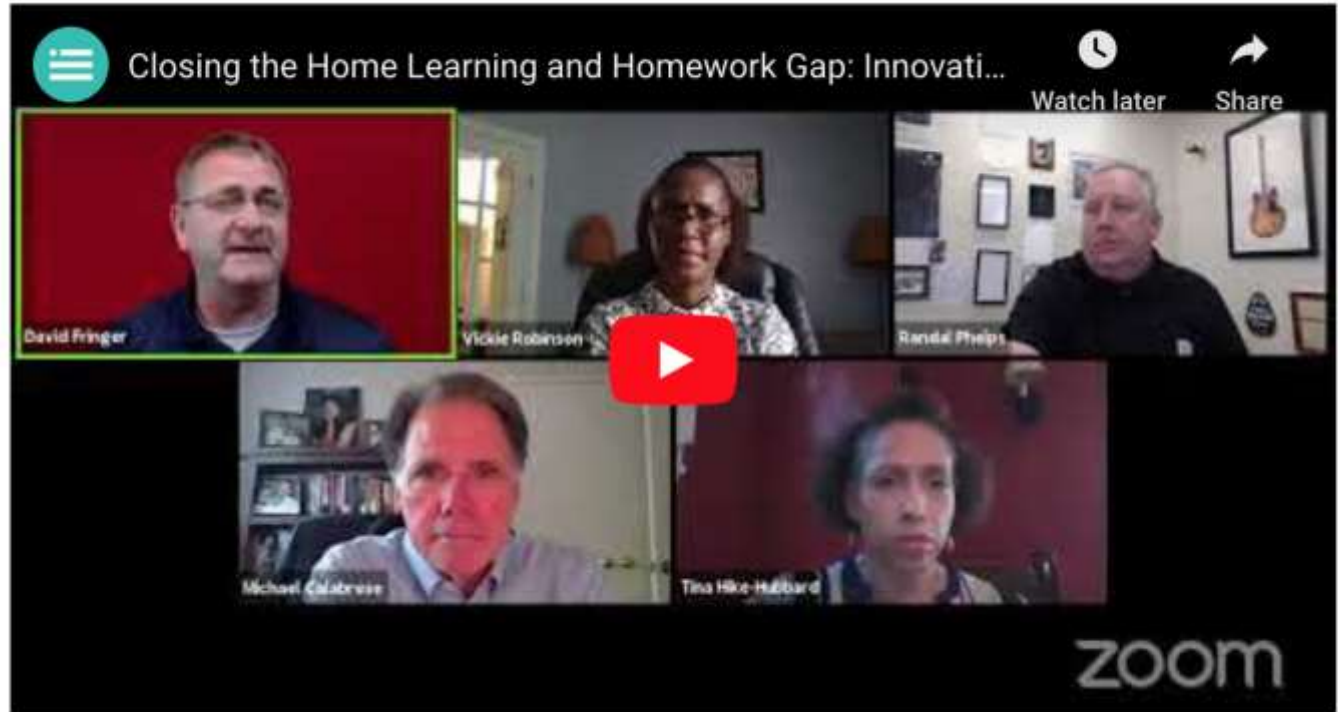 Closing the Home Learning and Homework Gap: Innovati...
Watch later
Share
David Fringer
Vickie Robinson
Randal Phelps
Michael Calabrese
Tina Hike-Hubbard
zoom